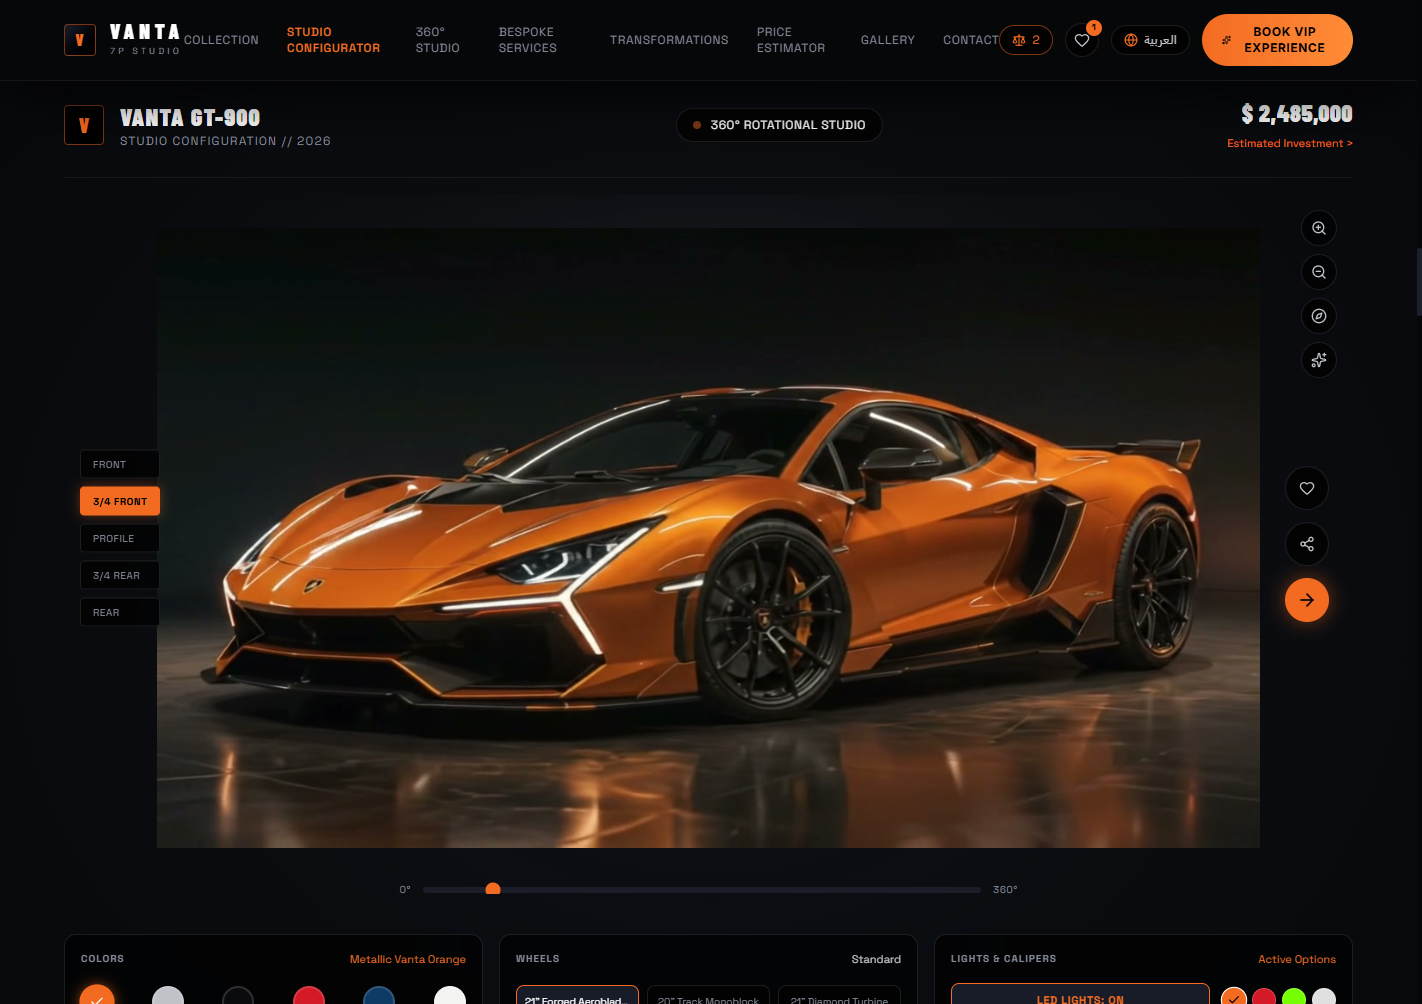 V
VANTA
7P STUDIO
COLLECTION
STUDIO
CONFIGURATOR
360°
STUDIO
BESPOKE
SERVICES
TRANSFORMATIONS
PRICE
ESTIMATOR
GALLERY
CONTACT
2
1
العربية
BOOK VIP
EXPERIENCE
V
VANTA GT-900
STUDIO CONFIGURATION // 2026
360° ROTATIONAL STUDIO
$ 2,485,000
Estimated Investment >
FRONT
3/4 FRONT
PROFILE
3/4 REAR
REAR
0°
360°
COLORS
Metallic Vanta Orange
WHEELS
Standard
21" Forged Aeroblad...
20" Track Monoblock
21" Diamond Turbine
LIGHTS & CALIPERS
Active Options
LED LIGHTS: ON